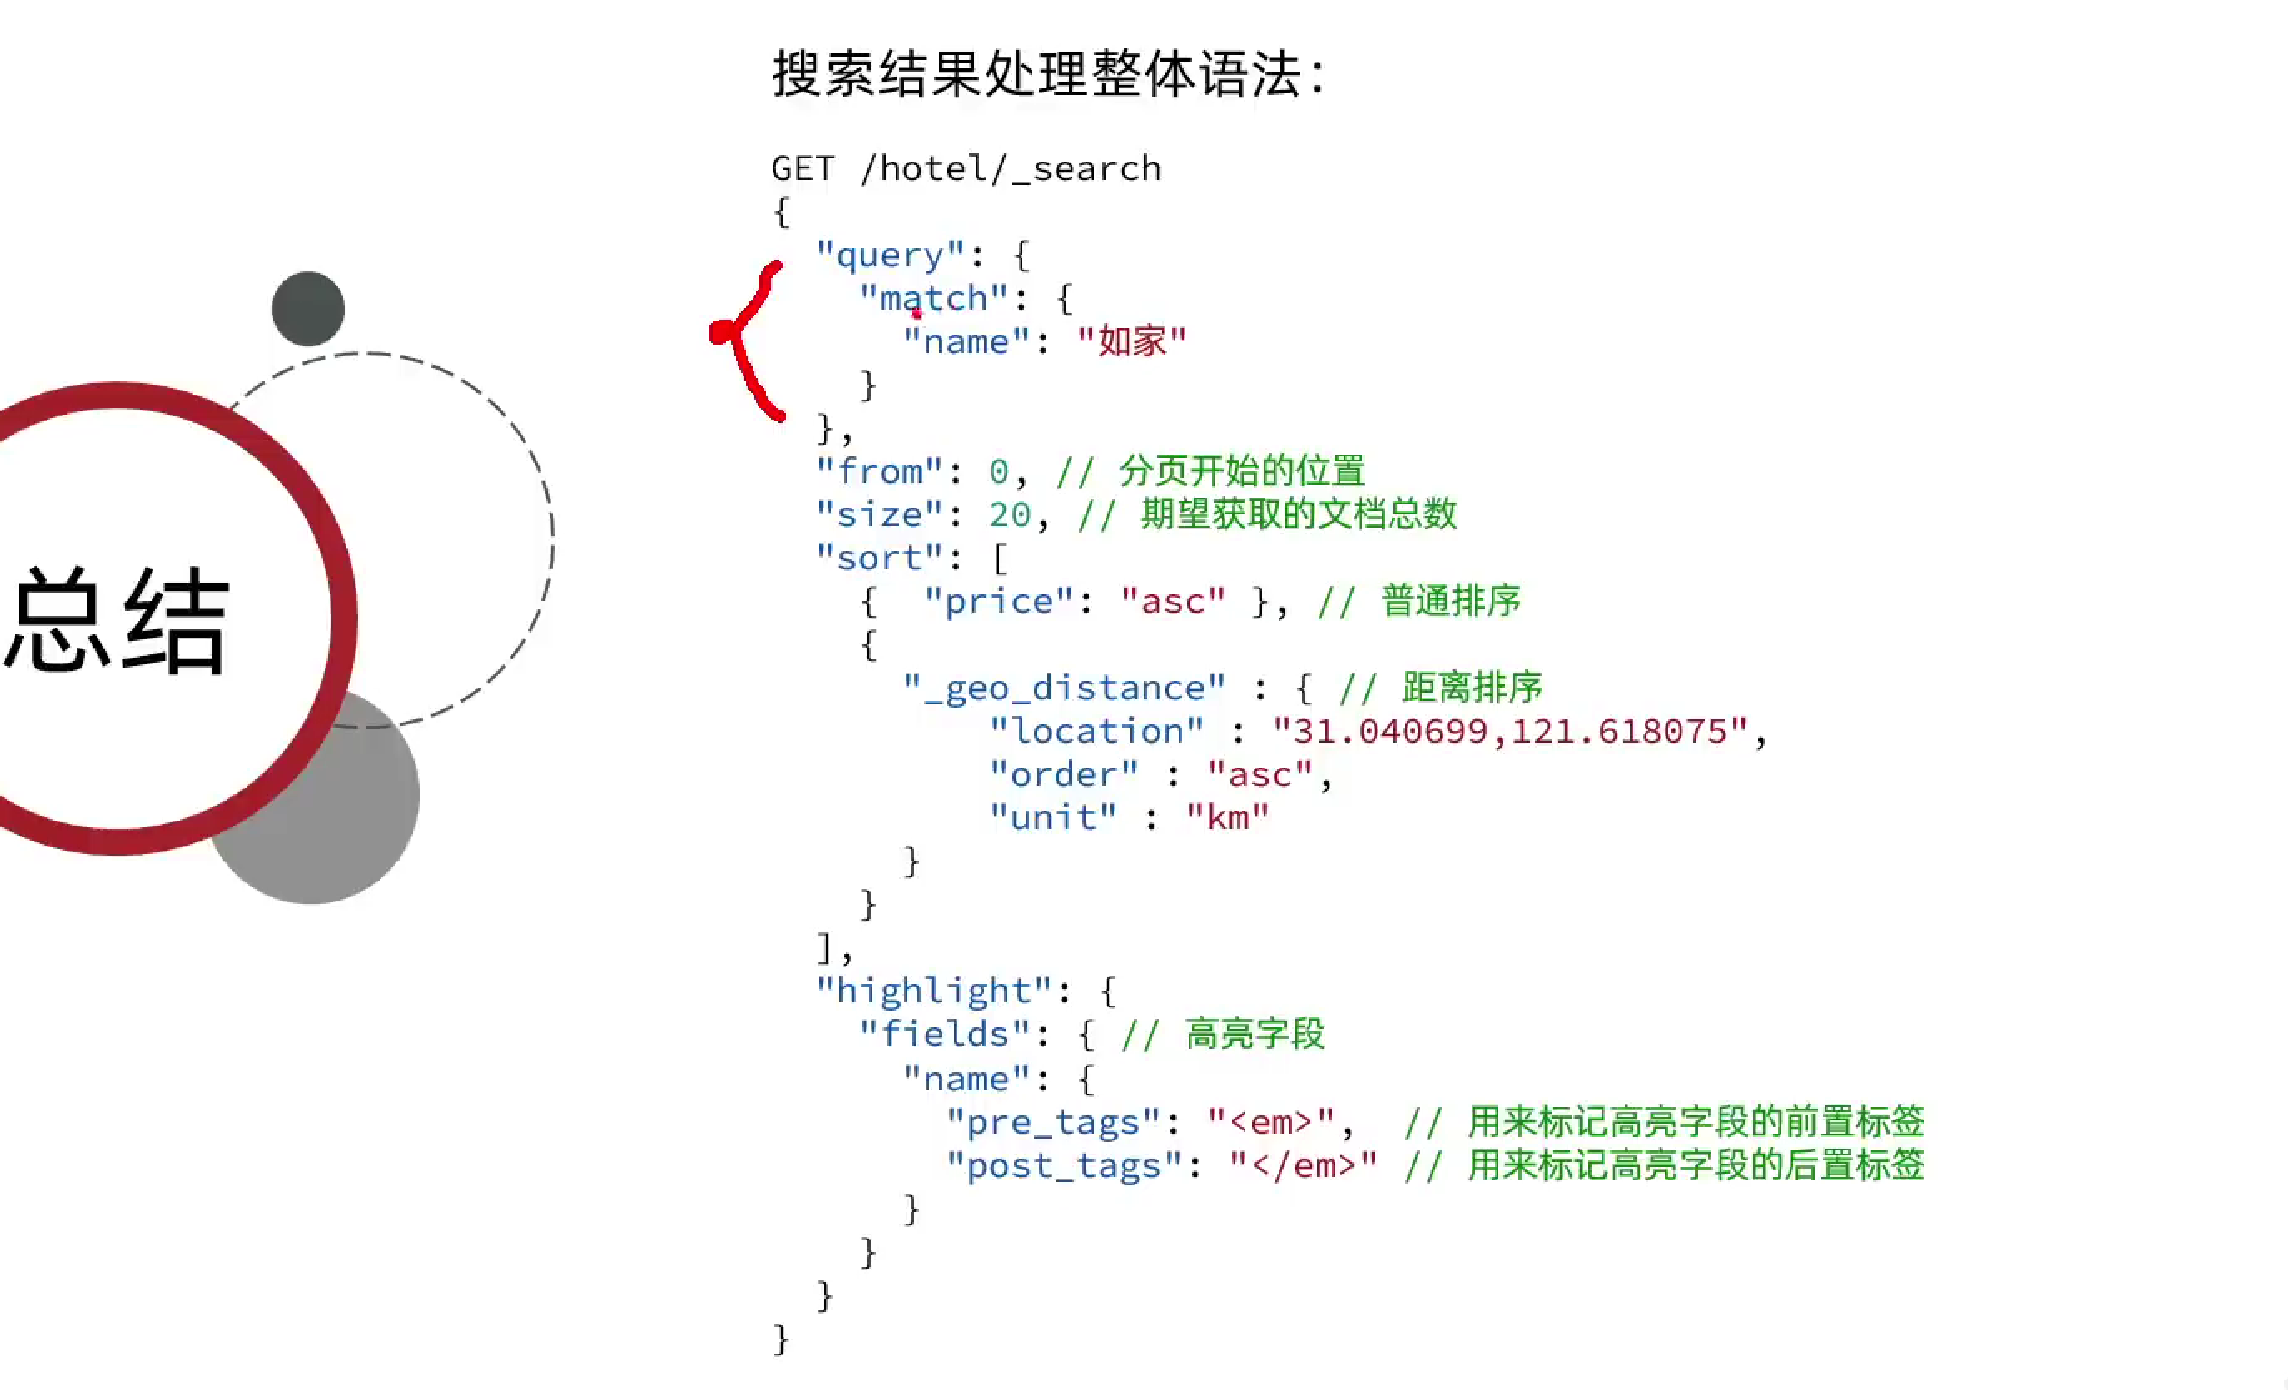 搜索结果处理整体语法：
GET /hotel/_search
{
  "query": {
    "match": {
      "name": "如家"
    }
  },
  "from": 0, // 分页开始的位置
  "size": 20, // 期望获取的文档总数
  "sort": [
    {  "price": "asc" }, // 普通排序
    {
      "_geo_distance" : { // 距离排序
          "location" : "31.040699,121.618075",
          "order" : "asc",
          "unit" : "km"
      }
    }
  ],
  "highlight": {
    "fields": { // 高亮字段
      "name": {
        "pre_tags": "<em>",  // 用来标记高亮字段的前置标签
        "post_tags": "</em>" // 用来标记高亮字段的后置标签
      }
    }
  }
}
总结